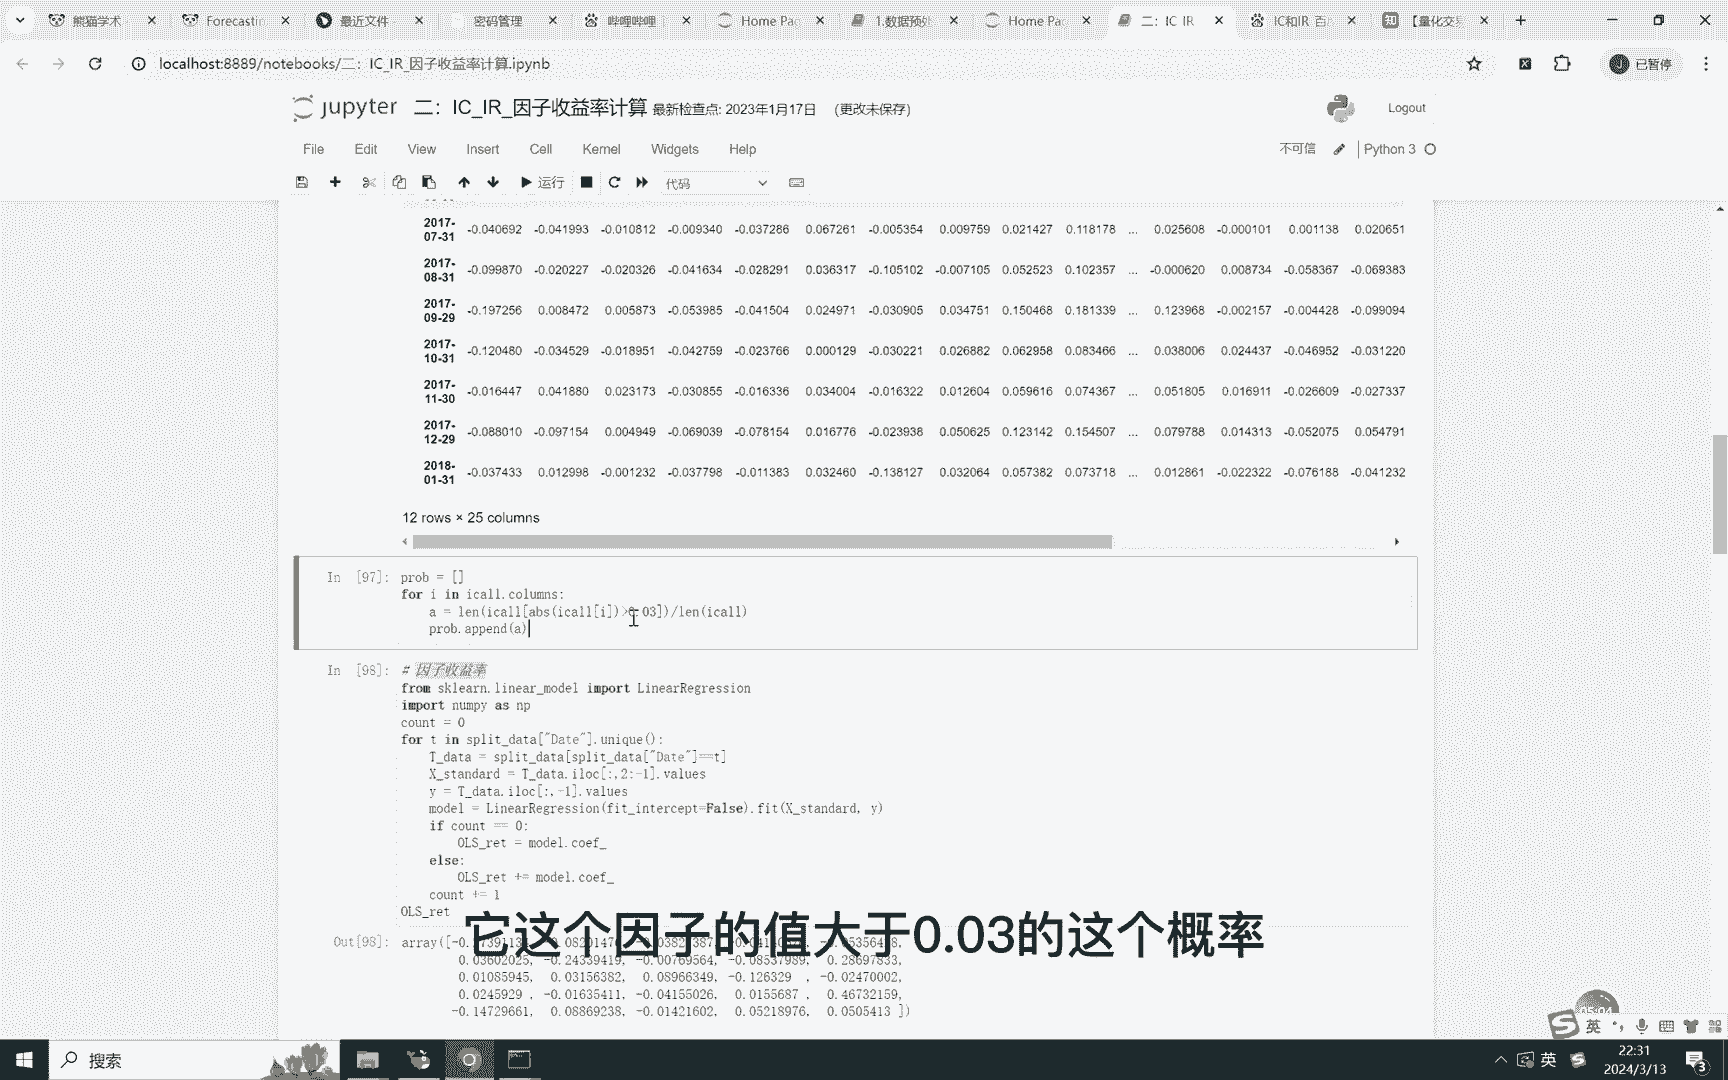 熊猫学术
Forecastin
最近文件
密码管理
哔哩哔哩
Home Pag
1.数据预处
Home Pag
二：IC IR
IC和IR 百
【量化交易
localhost:8889/notebooks/二：IC_IR_因子收益率计算.ipynb
已暂停
jupyter 二：IC_IR_因子收益率计算 最新检查点: 2023年1月17日 (更改未保存)
Logout
File Edit View Insert Cell Kernel Widgets Help
不可信 Python 3
运行 代码
2017-07-31 -0.040692 -0.041993 -0.010812 -0.009340 -0.037286 0.067261 -0.005354 0.009759 0.021427 0.118178 ... 0.025608 -0.000101 0.001138 0.020651
2017-08-31 -0.099870 -0.020227 -0.020326 -0.041634 -0.028291 0.036317 -0.105102 -0.007105 0.052523 0.102357 ... -0.000620 0.008734 -0.058367 -0.069383
2017-09-29 -0.197256 0.008472 0.005873 -0.053985 -0.041504 0.024971 -0.030905 0.034751 0.150468 0.181339 ... 0.123968 -0.002157 -0.004428 -0.099094
2017-10-31 -0.120480 -0.034529 -0.018951 -0.042759 -0.023766 0.000129 -0.030221 0.026882 0.062958 0.083466 ... 0.038006 0.024437 -0.046952 -0.031220
2017-11-30 -0.016447 0.041880 0.023173 -0.030855 -0.016336 0.034004 -0.016322 0.012604 0.059616 0.074367 ... 0.051805 0.016911 -0.026609 -0.027337
2017-12-29 -0.088010 -0.097154 0.004949 -0.069039 -0.078154 0.016776 -0.023938 0.050625 0.123142 0.154507 ... 0.079788 0.014313 -0.052075 0.054791
2018-01-31 -0.037433 0.012998 -0.001232 -0.037798 -0.011383 0.032460 -0.138127 0.032064 0.057382 0.073718 ... 0.012861 -0.022322 -0.076188 -0.041232
12 rows × 25 columns
In [97]: prob = []
for i in icall.columns:
a = len(icall[abs(icall[i])>0.03])/len(icall)
prob.append(a)
In [98]: # 因子收益率
from sklearn.linear_model import LinearRegression
import numpy as np
count = 0
for t in split_data["Date"].unique():
T_data = split_data[split_data["Date"]==t]
X_standard = T_data.iloc[:,2:-1].values
y = T_data.iloc[:,-1].values
model = LinearRegression(fit_intercept=False).fit(X_standard, y)
if count == 0:
OLS_ret = model.coef_
else:
OLS_ret += model.coef_
count += 1
OLS_ret
它这个因子的值大于0.03的这个概率
Out[98]: array([
0.03602025, -0.24339419, -0.00769564, -0.08537989, 0.28697833,
0.01085945, 0.03156382, 0.08966349, -0.126329 , -0.02470002,
0.0245929 , -0.01635411, -0.04155026, 0.0155687 , 0.46732159,
-0.14729661, 0.08869238, -0.01421602, 0.05218976, 0.0505413 ])
英
搜索
英
22:31
2024/3/13
3